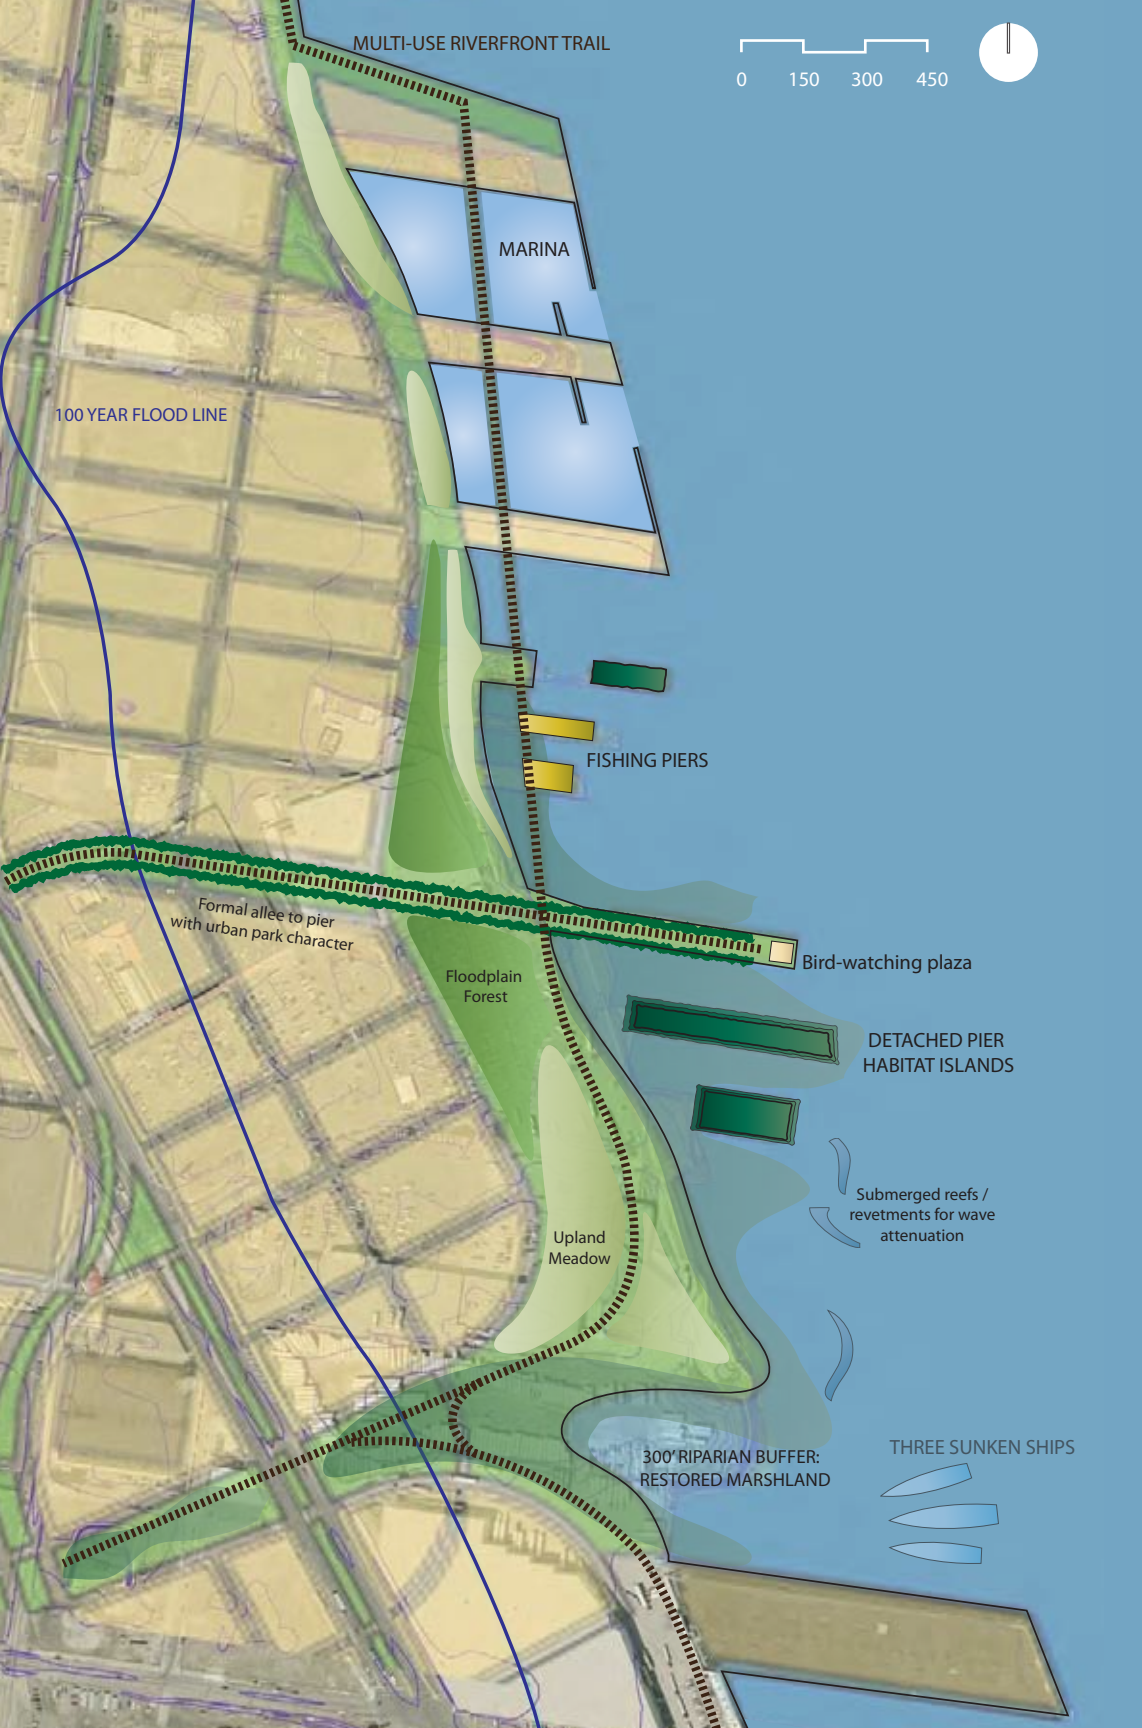 MULTI-USE RIVERFRONT TRAIL
0 150 300 450
MARINA
100 YEAR FLOOD LINE
FISHING PIERS
Formal allee to pier
with urban park character
Bird-watching plaza
Floodplain
Forest
DETACHED PIER
HABITAT ISLANDS
Submerged reefs /
revetments for wave
attenuation
Upland
Meadow
300' RIPARIAN BUFFER:
RESTORED MARSHLAND
THREE SUNKEN SHIPS